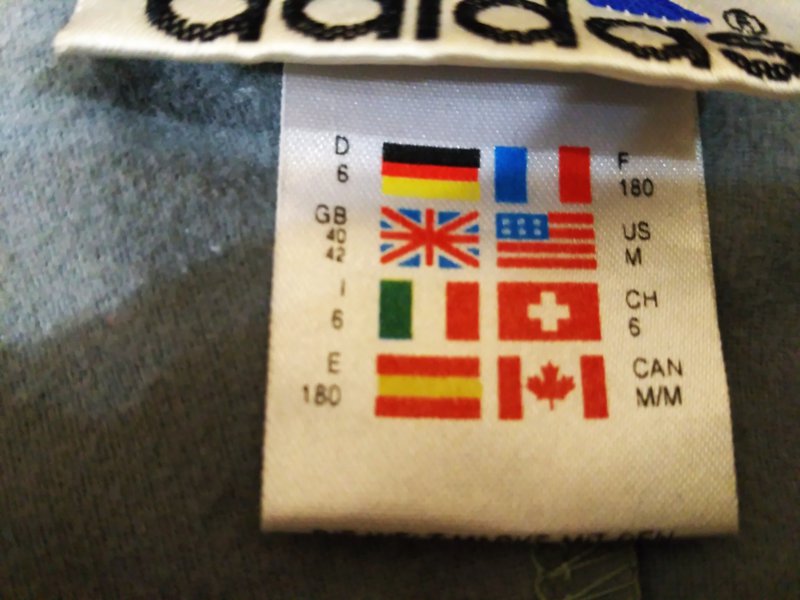 adidas ®
D
6
F
180
GB
40
42
US
M
I
6
CH
6
E
180
CAN
M/M